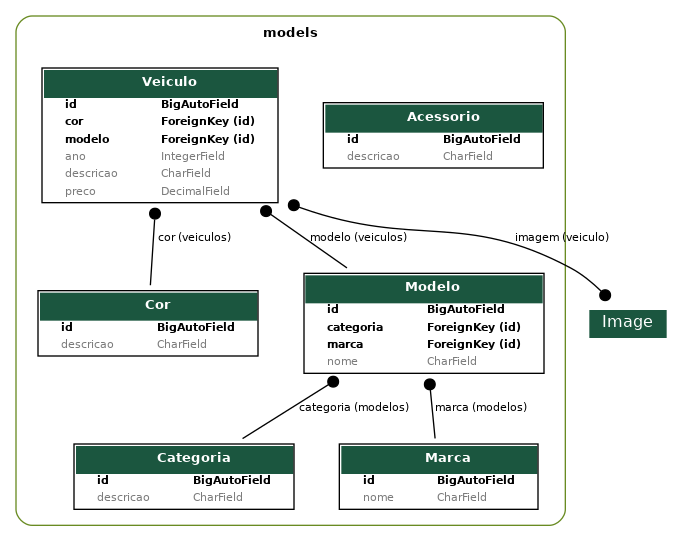 models
Veiculo
id BigAutoField
cor ForeignKey (id)
modelo ForeignKey (id)
ano IntegerField
descricao CharField
preco DecimalField
Acessorio
id BigAutoField
descricao CharField
cor (veiculos)
modelo (veiculos)
imagem (veiculo)
Cor
id BigAutoField
descricao CharField
Modelo
id BigAutoField
categoria ForeignKey (id)
marca ForeignKey (id)
nome CharField
Image
categoria (modelos)
marca (modelos)
Categoria
id BigAutoField
descricao CharField
Marca
id BigAutoField
nome CharField